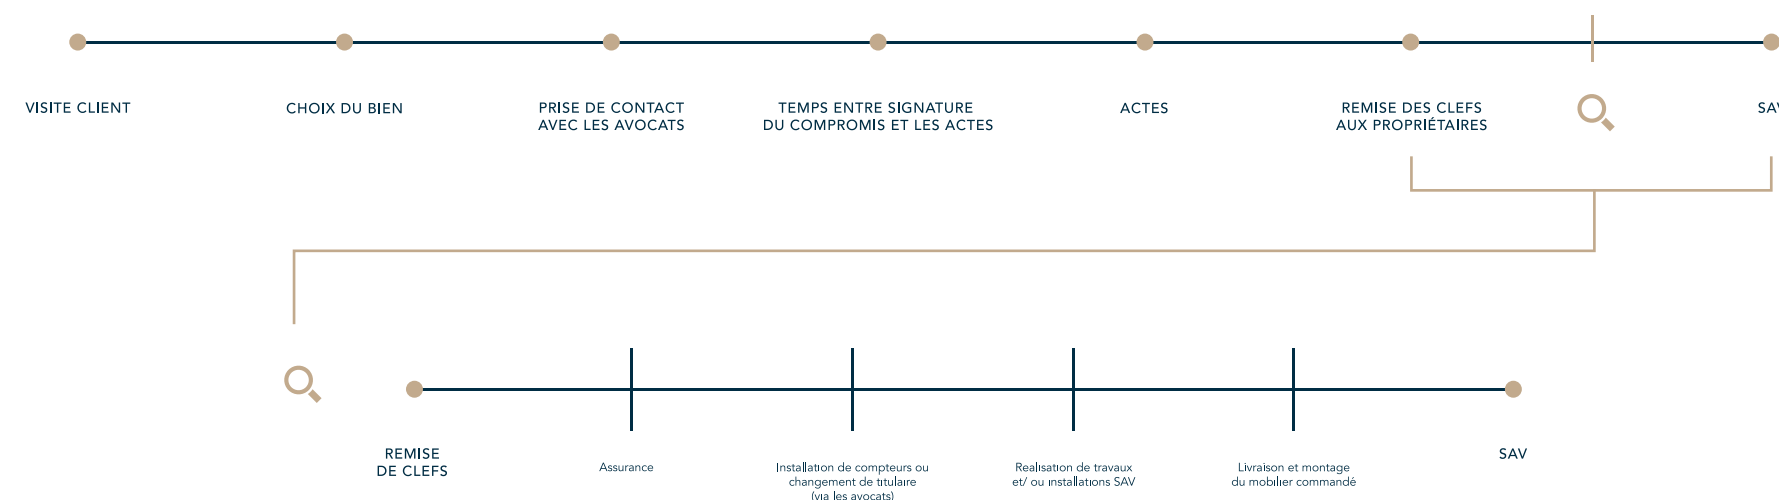 VISITE CLIENT
CHOIX DU BIEN
PRISE DE CONTACT
AVEC LES AVOCATS
TEMPS ENTRE SIGNATURE
DU COMPROMIS ET LES ACTES
ACTES
REMISE DES CLEFS
AUX PROPRIÉTAIRES
SAV
REMISE
DE CLEFS
Assurance
Installation de compteurs ou
changement de titulaire
(via les avocats)
Realisation de travaux
et/ ou installations SAV
Livraison et montage
du mobilier commandé
SAV